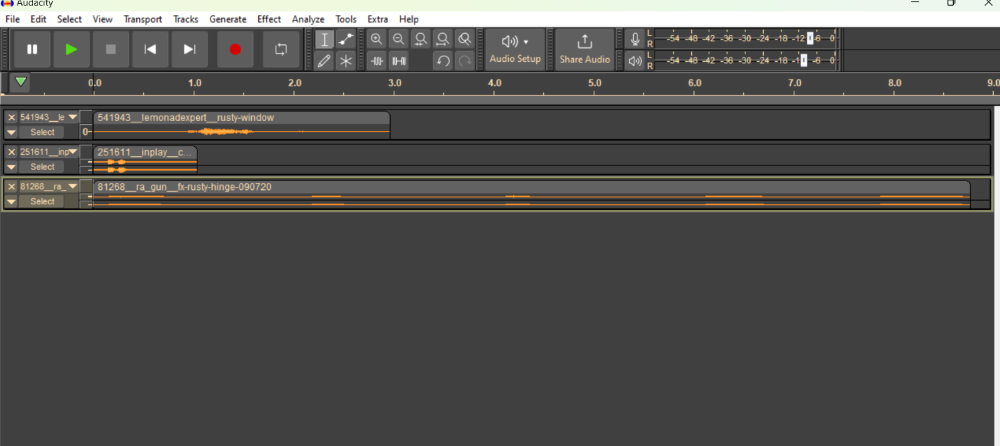 Audacity
File Edit Select View Transport Tracks Generate Effect Analyze Tools Extra Help
L
R
-54 -48 -42 -36 -30 -24 -18 -12 -6 0
Audio Setup
Share Audio
L
R
-54 -48 -42 -36 -30 -24 -18 -1 -6 0
0.0 1.0 2.0 3.0 4.0 5.0 6.0 7.0 8.0 9.0
541943__le
541943__lemonadexpert__rusty-window
Select
0
251611__inp
251611__inplay__c...
Select
81268__ra_
81268__ra_gun__fx-rusty-hinge-090720
Select